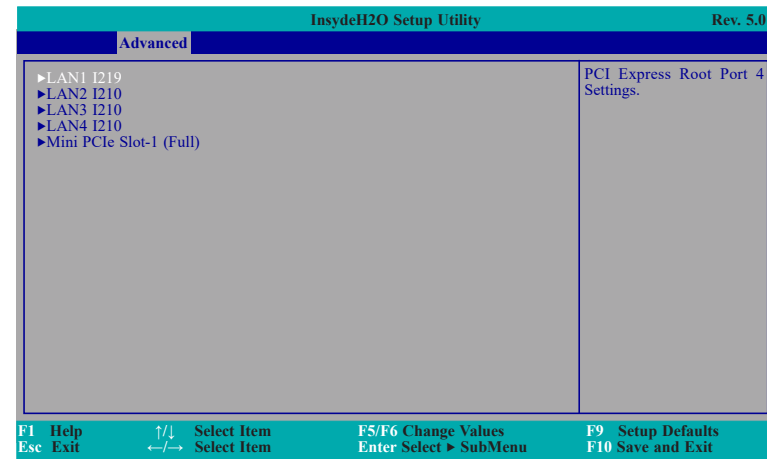 InsydeH2O Setup Utility Rev. 5.0
Advanced
►LAN1 I219
►LAN2 I210
►LAN3 I210
►LAN4 I210
►Mini PCIe Slot-1 (Full)
PCI Express Root Port 4
Settings.
F1 Help ↑/↓ Select Item F5/F6 Change Values F9 Setup Defaults
Esc Exit ←/→ Select Item Enter Select ► SubMenu F10 Save and Exit